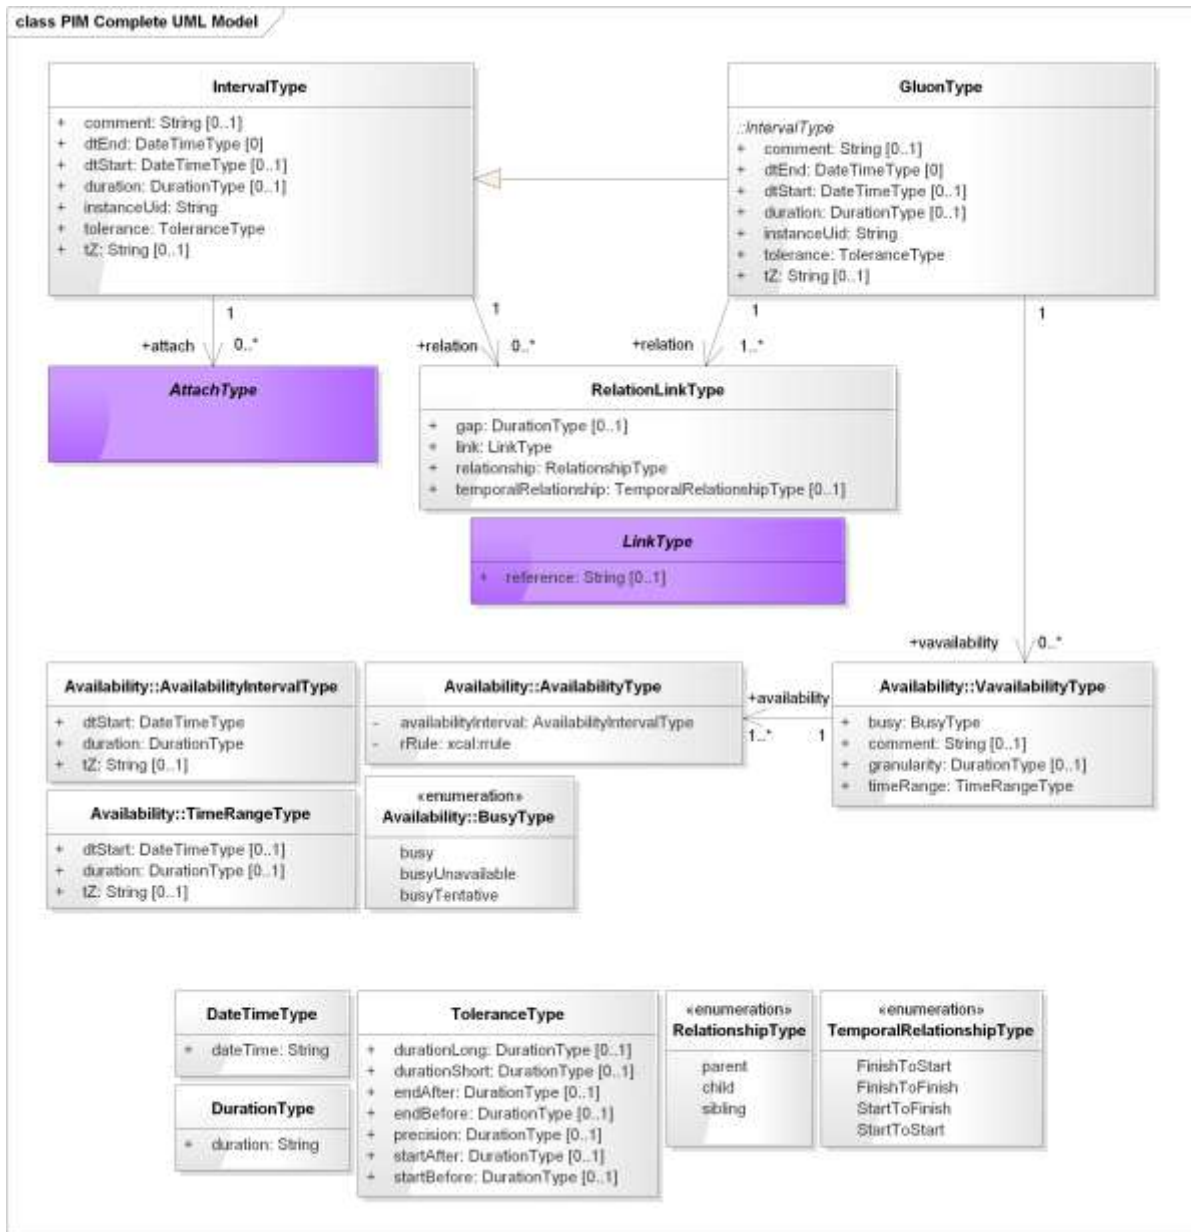 class PIM Complete UML Model
IntervalType
+ comment: String [0..1]
+ dtEnd: DateTimeType [0]
+ dtStart: DateTimeType [0..1]
+ duration: DurationType [0..1]
+ instanceUid: String
+ tolerance: ToleranceType
+ tZ: String [0..1]
GluonType
::IntervalType
+ comment: String [0..1]
+ dtEnd: DateTimeType [0]
+ dtStart: DateTimeType [0..1]
+ duration: DurationType [0..1]
+ instanceUid: String
+ tolerance: ToleranceType
+ tZ: String [0..1]
1
+attach 0..*
1
+relation 0..*
1
+relation 1..*
1
AttachType
RelationLinkType
+ gap: DurationType [0..1]
+ link: LinkType
+ relationship: RelationshipType
+ temporalRelationship: TemporalRelationshipType [0..1]
LinkType
+ reference: String [0..1]
+vavailability 0..*
Availability::AvailabilityIntervalType
+ dtStart: DateTimeType
+ duration: DurationType
+ tZ: String [0..1]
Availability::AvailabilityType
- availabilityInterval: AvailabilityIntervalType
- rRule: xcal:rrule
+availability
1..* 1
Availability::VavailabilityType
+ busy: BusyType
+ comment: String [0..1]
+ granularity: DurationType [0..1]
+ timeRange: TimeRangeType
Availability::TimeRangeType
+ dtStart: DateTimeType [0..1]
+ duration: DurationType [0..1]
+ tZ: String [0..1]
«enumeration»
Availability::BusyType
busy
busyUnavailable
busyTentative
DateTimeType
+ dateTime: String
DurationType
+ duration: String
ToleranceType
+ durationLong: DurationType [0..1]
+ durationShort: DurationType [0..1]
+ endAfter: DurationType [0..1]
+ endBefore: DurationType [0..1]
+ precision: DurationType [0..1]
+ startAfter: DurationType [0..1]
+ startBefore: DurationType [0..1]
«enumeration»
RelationshipType
parent
child
sibling
«enumeration»
TemporalRelationshipType
FinishToStart
FinishToFinish
StartToFinish
StartToStart